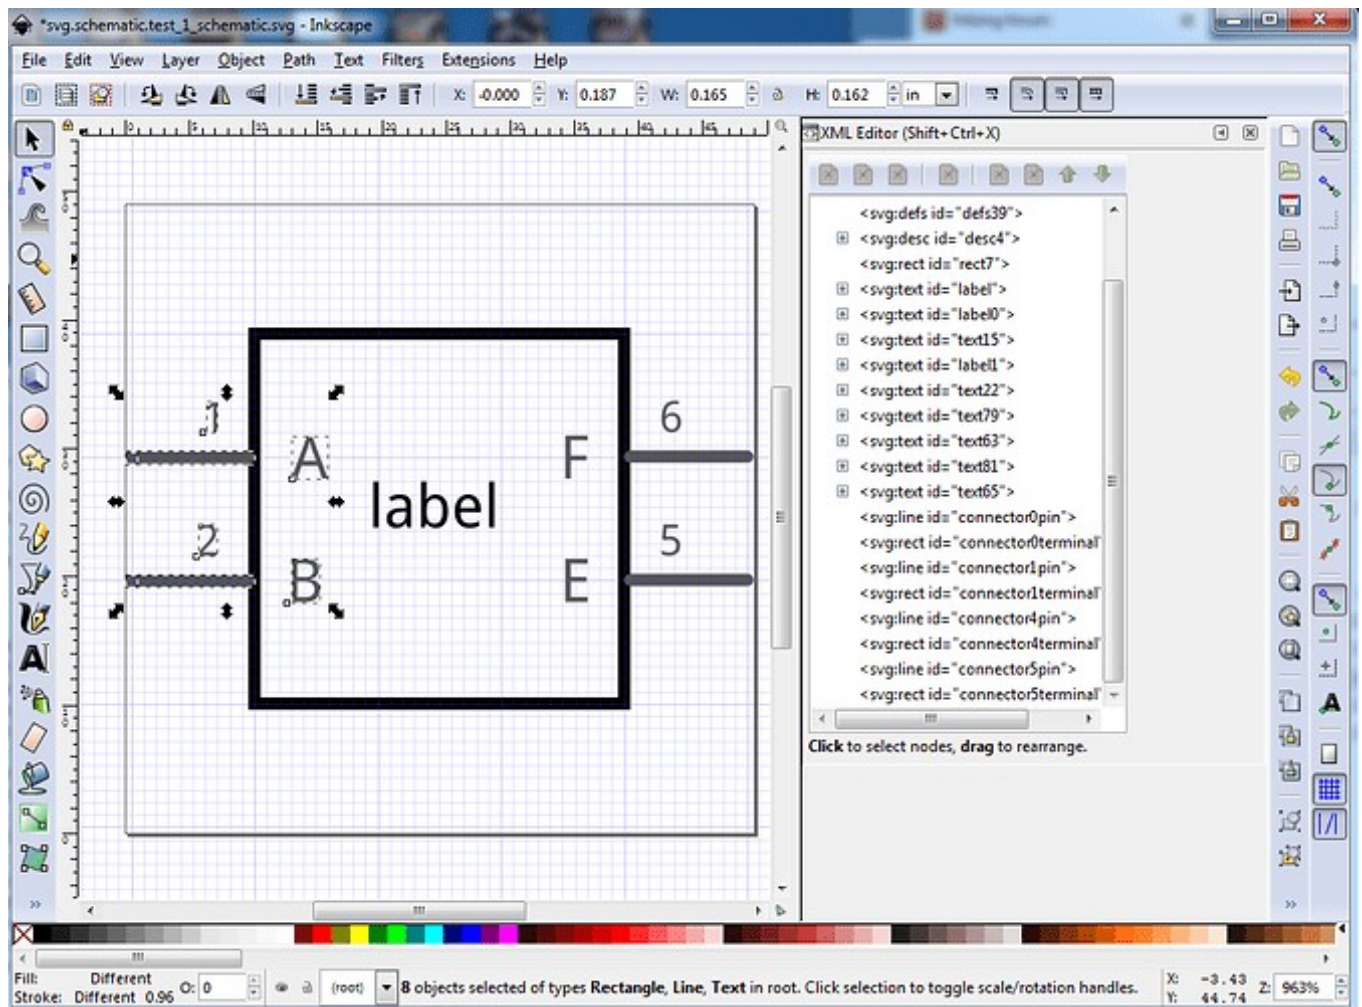 *svg.schematic.test_1_schematic.svg - Inkscape
File Edit View Layer Object Path Text Filters Extensions Help
X: -0.000 Y: 0.187 W: 0.165 H: 0.162 in
XML Editor (Shift+Ctrl+X)
<svg:defs id="defs39">
<svg:desc id="desc4">
<svg:rect id="rect7">
<svg:text id="label">
<svg:text id="label0">
<svg:text id="text15">
<svg:text id="label1">
<svg:text id="text22">
<svg:text id="text79">
<svg:text id="text63">
<svg:text id="text81">
<svg:text id="text65">
<svg:line id="connector0pin">
<svg:rect id="connector0terminal"
<svg:line id="connector1pin">
<svg:rect id="connector1terminal"
<svg:line id="connector4pin">
<svg:rect id="connector4terminal"
<svg:line id="connector5pin">
<svg:rect id="connector5terminal"
Click to select nodes, drag to rearrange.
1 6
A F
label
2 5
B E
Fill: Different
Stroke: Different 0.96
O: 0
(root)
8 objects selected of types Rectangle, Line, Text in root. Click selection to toggle scale/rotation handles.
X: -3.43
Y: 44.74
Z: 963%